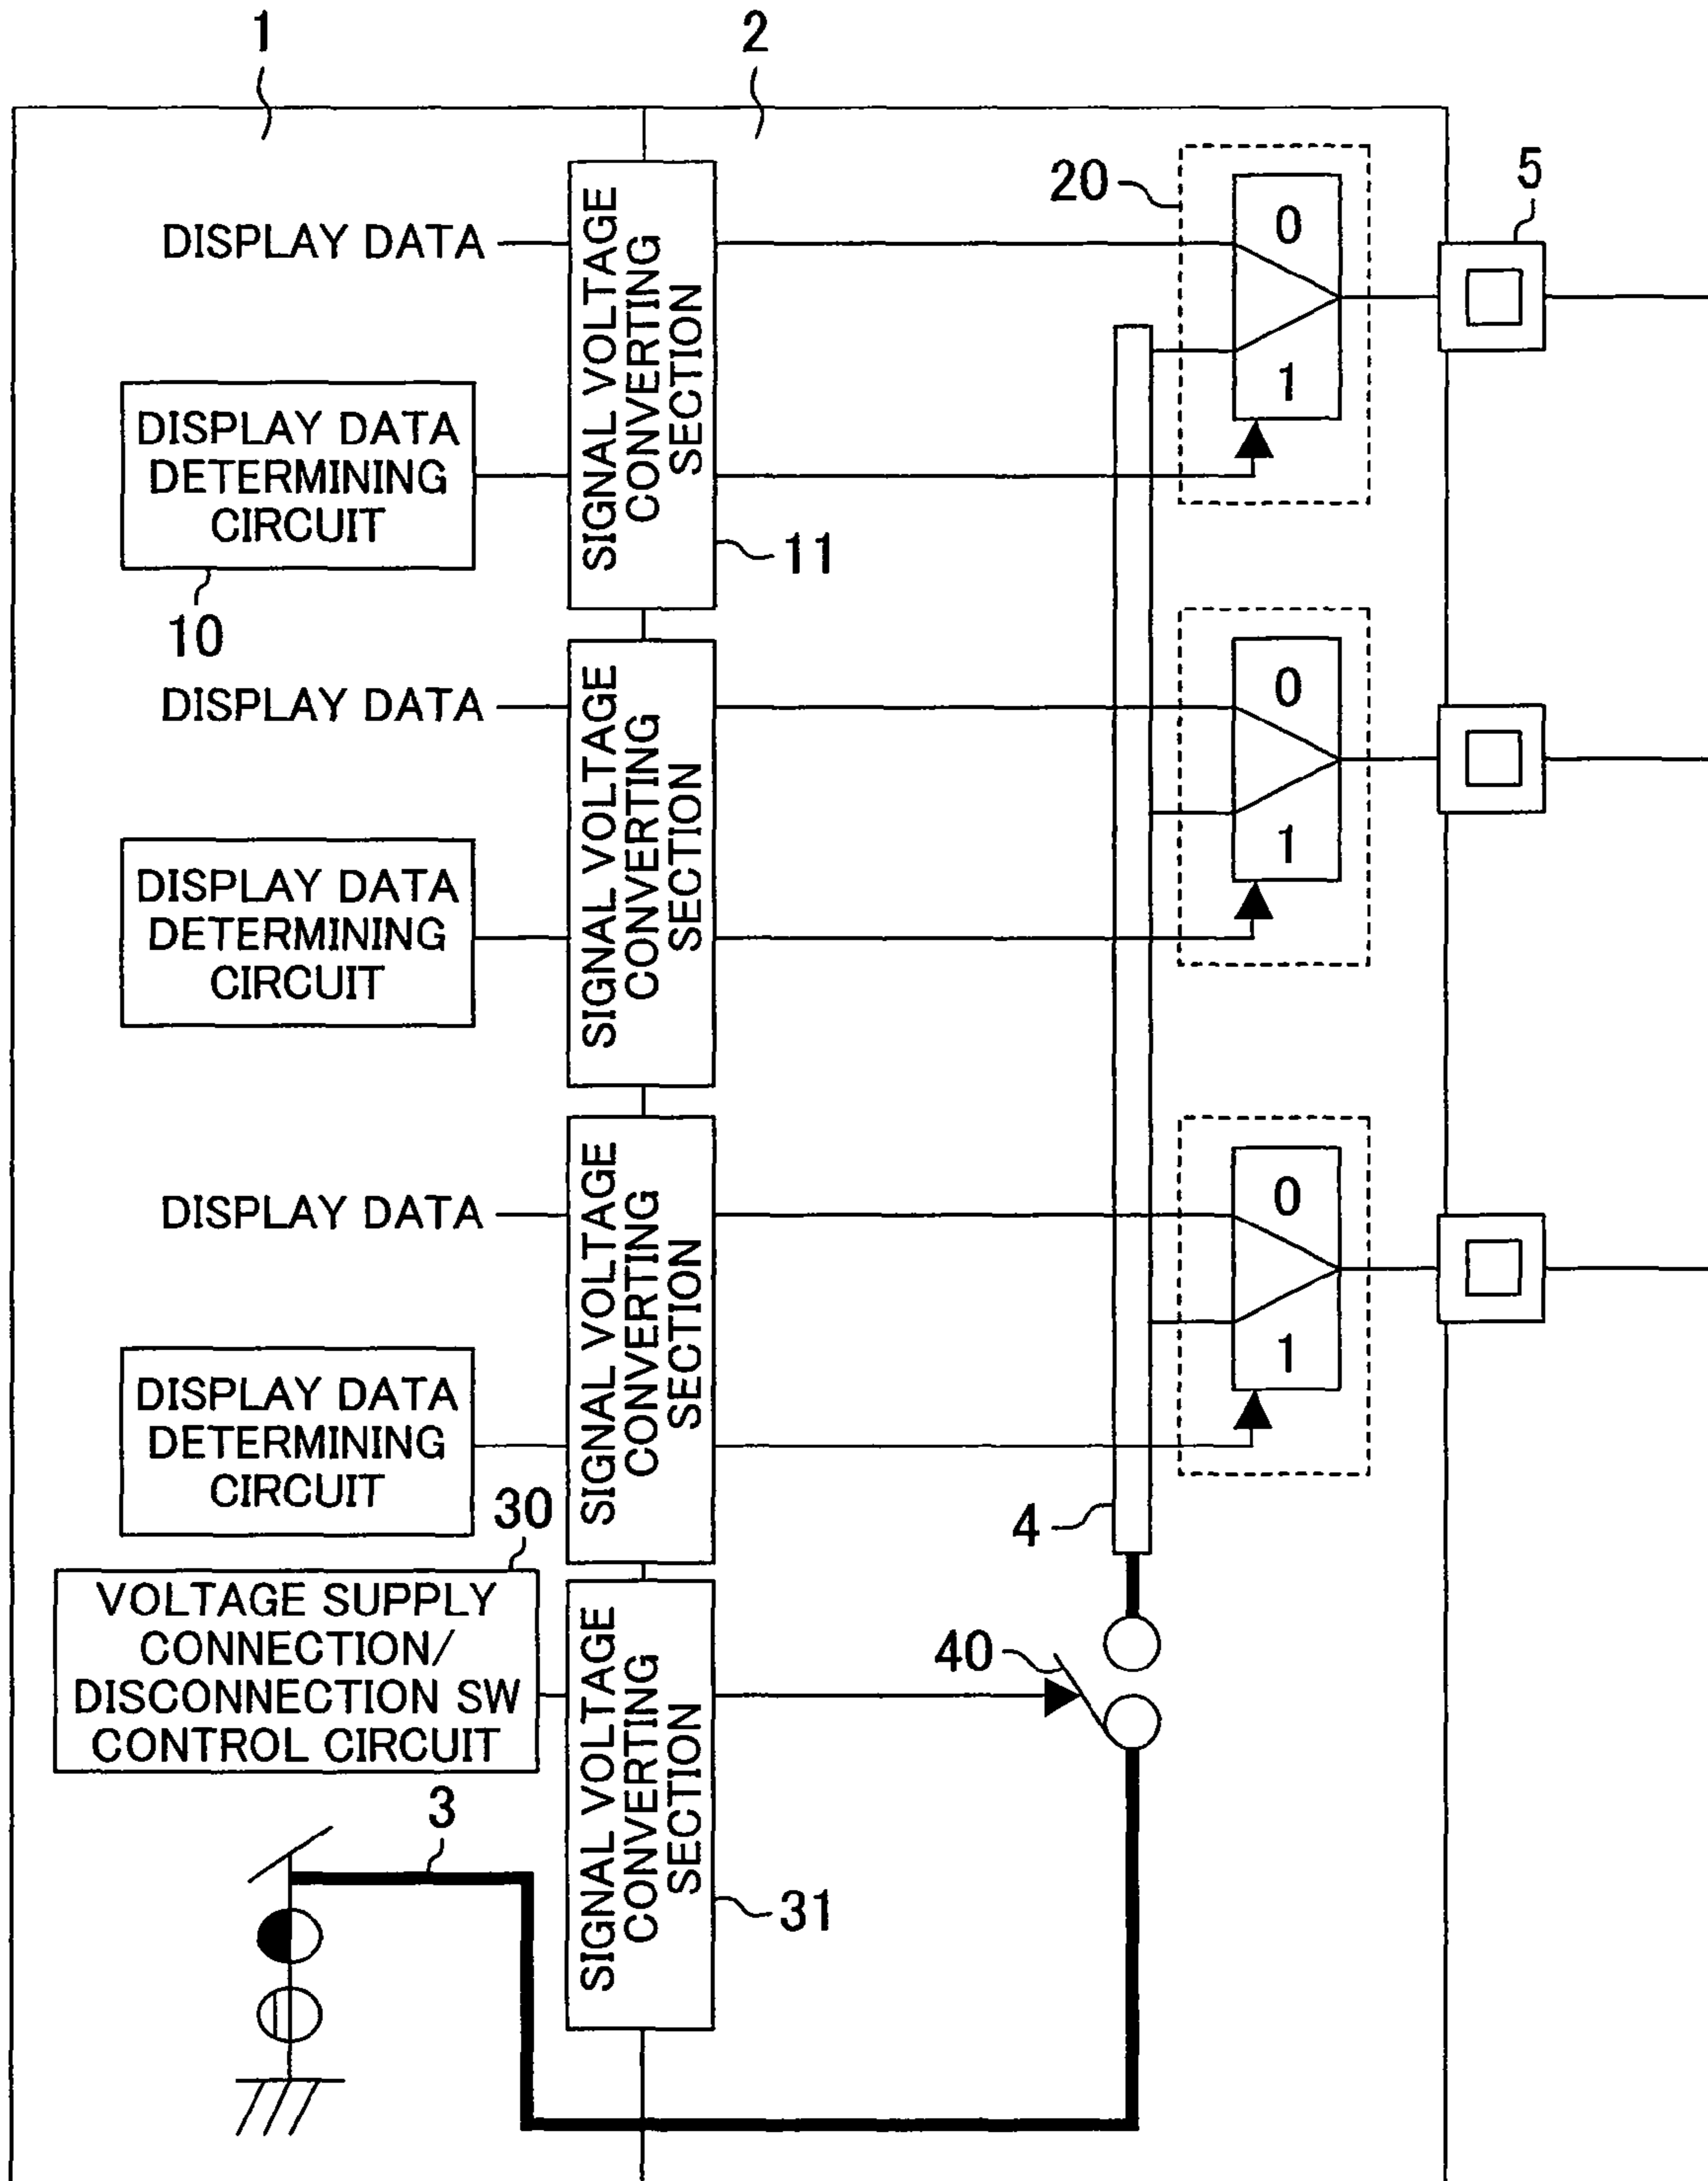 1
2
20
5
DISPLAY DATA
SIGNAL VOLTAGE
CONVERTING
SECTION
0
1
DISPLAY DATA
DETERMINING
CIRCUIT
11
10
DISPLAY DATA
SIGNAL VOLTAGE
CONVERTING
SECTION
0
1
DISPLAY DATA
DETERMINING
CIRCUIT
DISPLAY DATA
SIGNAL VOLTAGE
CONVERTING
SECTION
0
1
DISPLAY DATA
DETERMINING
CIRCUIT
30
4
VOLTAGE SUPPLY
CONNECTION/
DISCONNECTION SW
CONTROL CIRCUIT
SIGNAL VOLTAGE
CONVERTING
SECTION
40
3
31